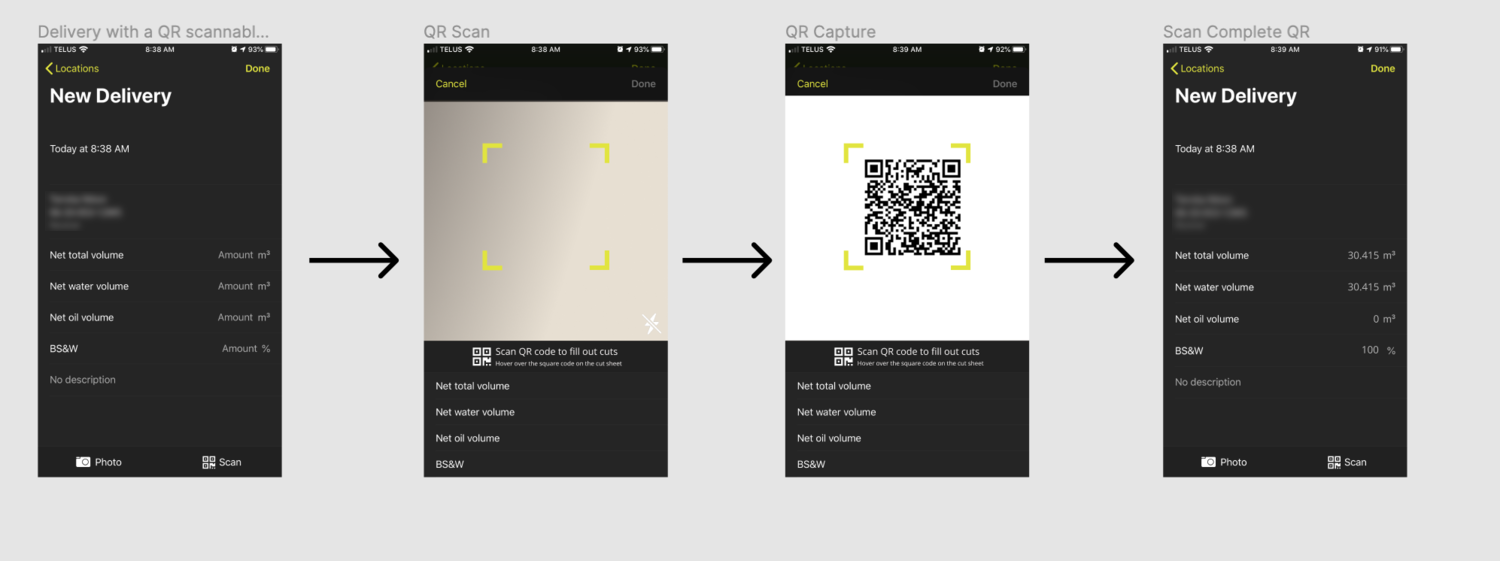 Delivery with a QR scannabl...
TELUS 8:38 AM 93%
Locations Done
New Delivery
Today at 8:38 AM
Net total volume Amount m³
Net water volume Amount m³
Net oil volume Amount m³
BS&W Amount %
No description
Photo Scan
QR Scan
TELUS 8:38 AM 93%
Locations Done
Cancel Done
Scan QR code to fill out cuts
Hover over the square code on the cut sheet
Net total volume
Net water volume
Net oil volume
BS&W
QR Capture
TELUS 8:39 AM 92%
Locations Done
Cancel Done
Scan QR code to fill out cuts
Hover over the square code on the cut sheet
Net total volume
Net water volume
Net oil volume
BS&W
Scan Complete QR
TELUS 8:39 AM 91%
Locations Done
New Delivery
Today at 8:38 AM
Net total volume 30.415 m³
Net water volume 30.415 m³
Net oil volume 0 m³
BS&W 100 %
No description
Photo Scan